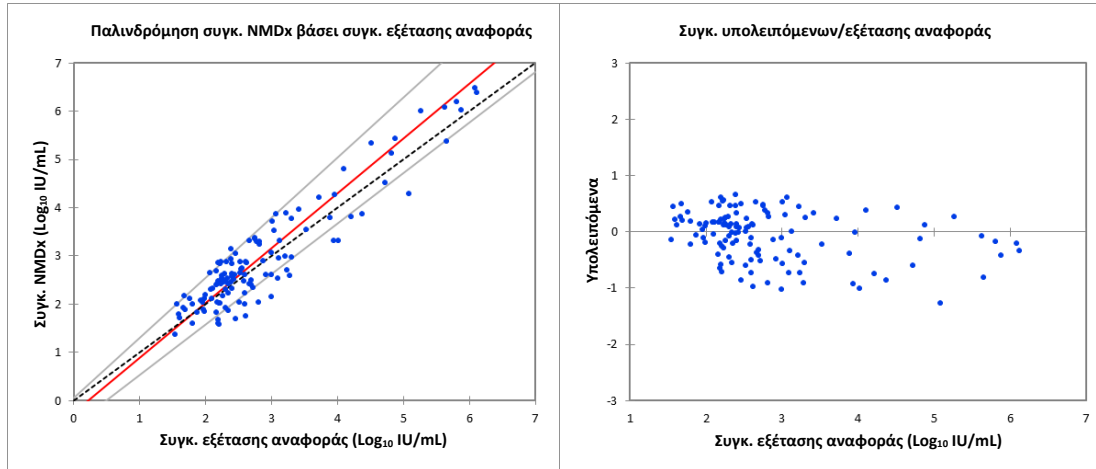 Παλινδρόμηση συγκ. NMDx βάσει συγκ. εξέτασης αναφοράς
7
6
5
4
3
2
1
0
Συγκ. NMDx (Log₁₀ IU/mL)
0 1 2 3 4 5 6 7
Συγκ. εξέτασης αναφοράς (Log₁₀ IU/mL)
Συγκ. υπολειπόμενων/εξέτασης αναφοράς
3
2
1
0
-1
-2
-3
Υπολειπόμενα
1 2 3 4 5 6 7
Συγκ. εξέτασης αναφοράς (Log₁₀ IU/mL)